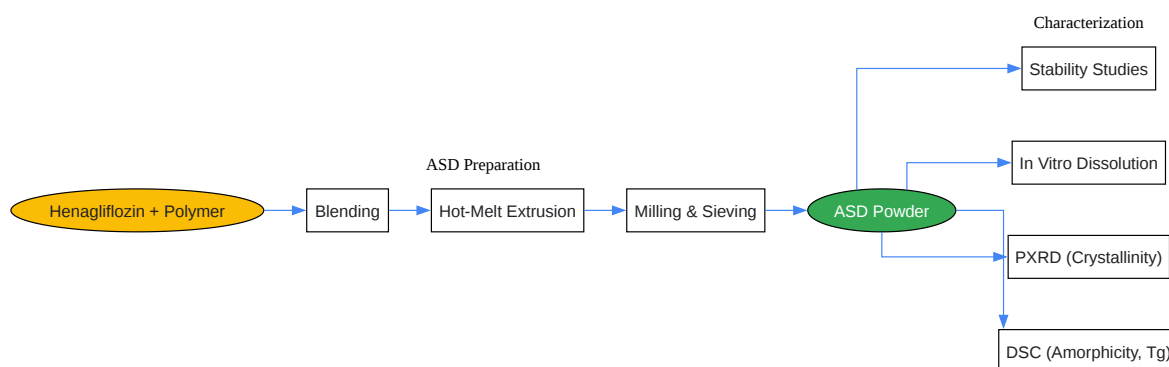 Characterization
Stability Studies
ASD Preparation
In Vitro Dissolution
Henagliflozin + Polymer
Blending
Hot-Melt Extrusion
Milling & Sieving
ASD Powder
PXRD (Crystallinity)
DSC (Amorphicity, Tg)